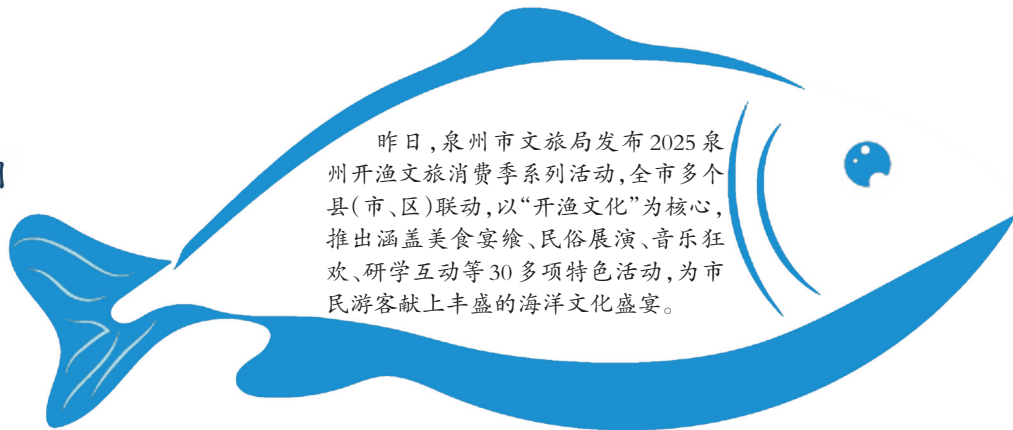 昨日,泉州市文旅局发布2025泉
州开渔文旅消费季系列活动,全市多个
县(市、区)联动,以“开渔文化”为核心,
推出涵盖美食宴飨、民俗展演、音乐狂
欢、研学互动等30多项特色活动,为市
民游客献上丰盛的海洋文化盛宴。